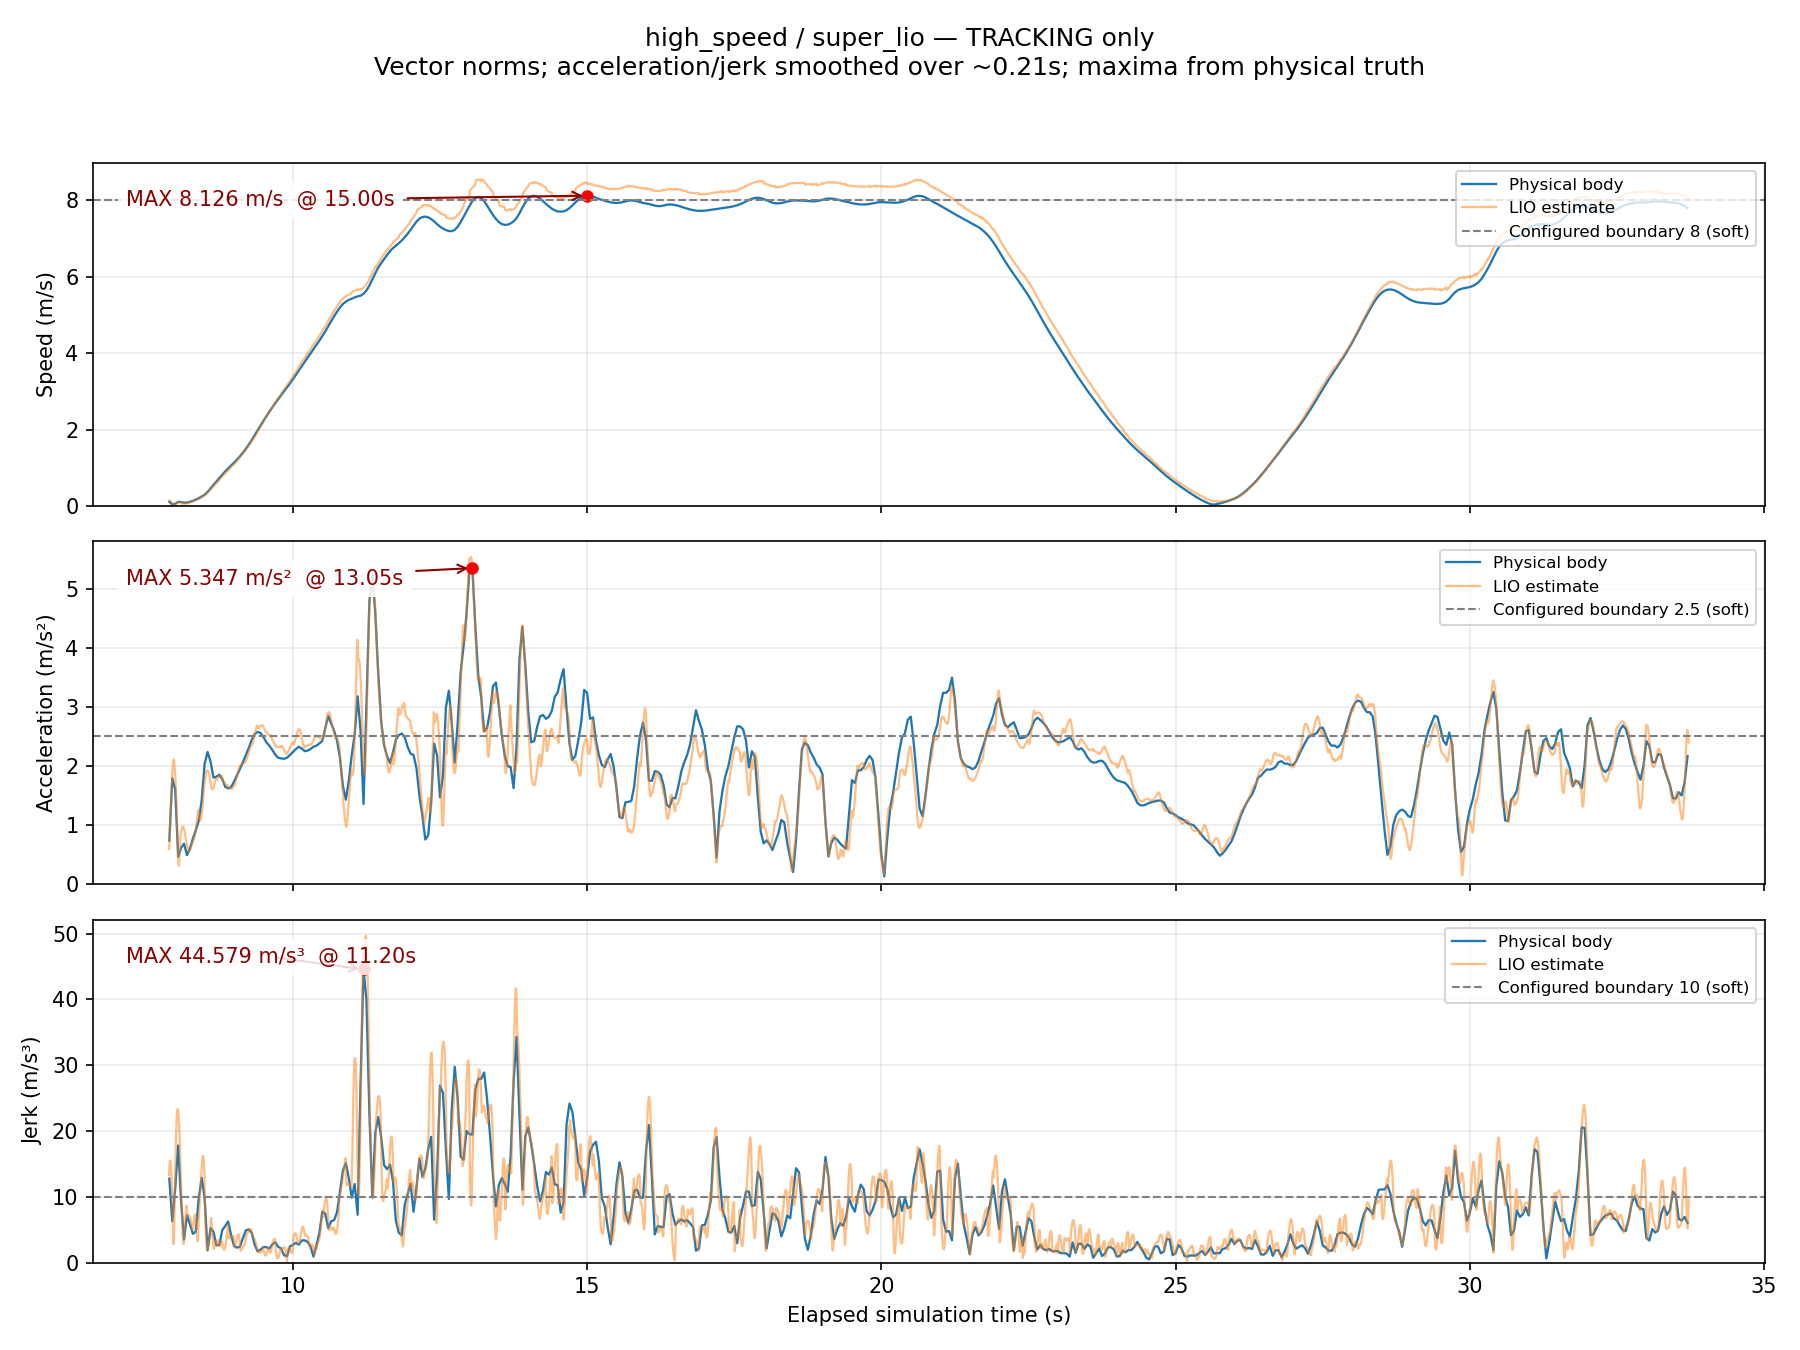 high_speed / super_lio — TRACKING only
Vector norms; acceleration/jerk smoothed over ~0.21s; maxima from physical truth
Speed (m/s)
8
6
4
2
0
MAX 8.126 m/s @ 15.00s
Physical body
LIO estimate
Configured boundary 8 (soft)
Acceleration (m/s²)
5
4
3
2
1
0
MAX 5.347 m/s² @ 13.05s
Physical body
LIO estimate
Configured boundary 2.5 (soft)
Jerk (m/s³)
50
40
30
20
10
0
MAX 44.579 m/s³ @ 11.20s
Physical body
LIO estimate
Configured boundary 10 (soft)
10 15 20 25 30 35
Elapsed simulation time (s)